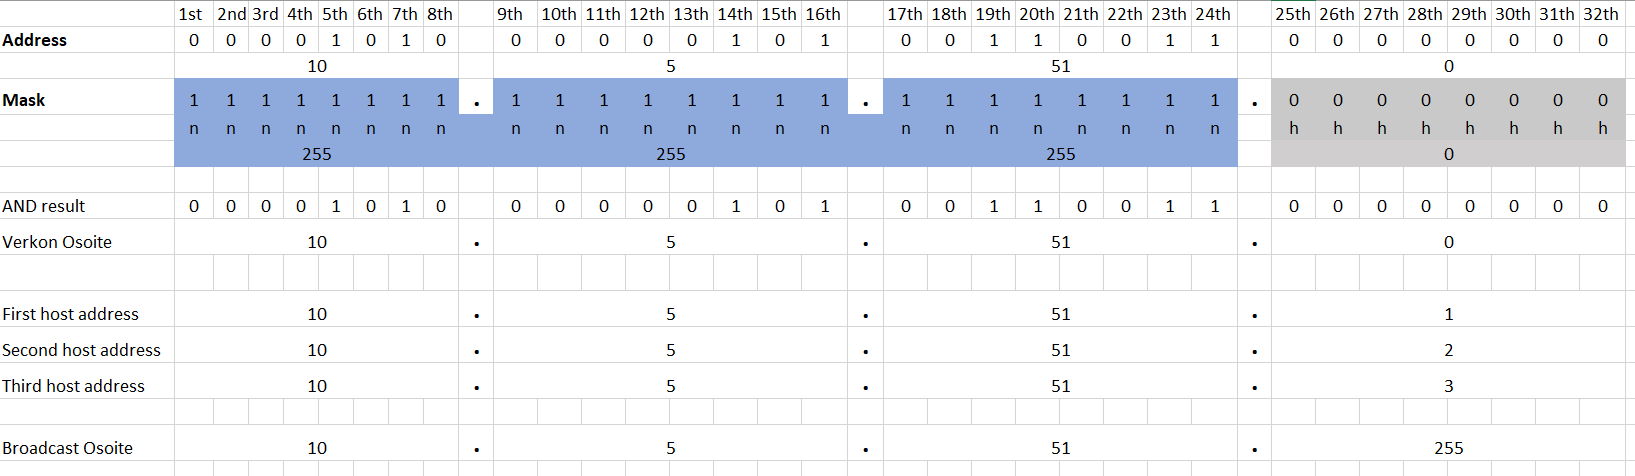 1st 2nd 3rd 4th 5th 6th 7th 8th 9th 10th 11th 12th 13th 14th 15th 16th 17th 18th 19th 20th 21th 22th 23th 24th 25th 26th 27th 28th 29th 30th 31th 32th
Address 0 0 0 0 1 0 1 0 0 0 0 0 0 1 0 1 0 0 1 1 0 0 1 1 0 0 0 0 0 0 0 0
10 5 51 0
Mask 1 1 1 1 1 1 1 1 . 1 1 1 1 1 1 1 1 . 1 1 1 1 1 1 1 1 . 0 0 0 0 0 0 0 0
n n n n n n n n n n n n n n n n n n n n n n n n h h h h h h h h
255 255 255 0
AND result 0 0 0 0 1 0 1 0 0 0 0 0 0 1 0 1 0 0 1 1 0 0 1 1 0 0 0 0 0 0 0 0
Verkon Osoite 10 . 5 . 51 . 0
First host address 10 . 5 . 51 . 1
Second host address 10 . 5 . 51 . 2
Third host address 10 . 5 . 51 . 3
Broadcast Osoite 10 . 5 . 51 . 255